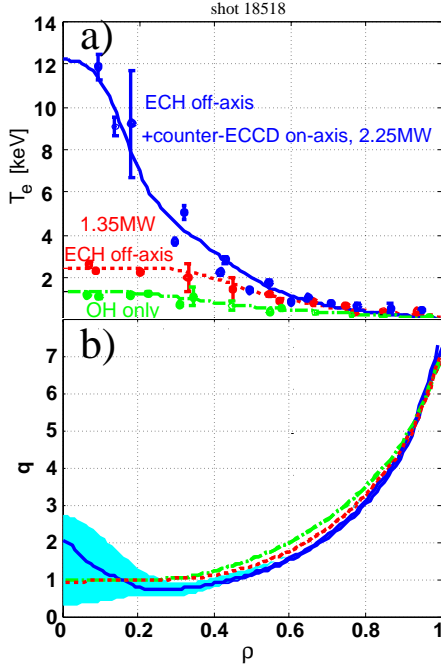 shot 18518
a)
14
12
10
8
6
4
2
T_e [keV]
ECH off-axis
+counter-ECCD on-axis, 2.25MW
1.35MW
ECH off-axis
OH only
b)
7
6
5
4
3
2
1
0
q
0 0.2 0.4 0.6 0.8 1
ρ